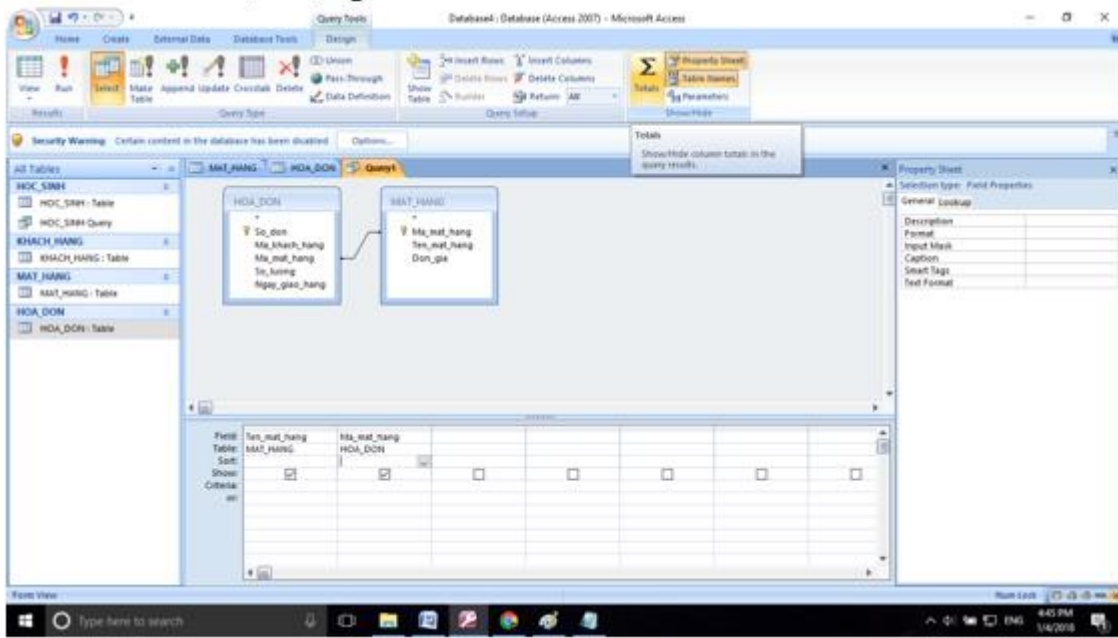 Query Tools Database4 : Database (Access 2007) - Microsoft Access
Home Create External Data Database Tools Design
View Run Select Make Table Append Update Crosstab Delete
Union
Pass-Through
Data Definition
Show Table
Insert Rows
Delete Rows
Builder
Insert Columns
Delete Columns
Return: All
Totals
Property Sheet
Table Names
Parameters
Results Query Type Query Setup Show/Hide
Security Warning Certain content in the database has been disabled Options...
Totals
Show/Hide column totals in the query results.
All Tables
MAT_HANG HOA_DON Query1
HOC_SINH
HOC_SINH : Table
HOC_SINH Query
KHACH_HANG
KHACH_HANG : Table
MAT_HANG
MAT_HANG : Table
HOA_DON
HOA_DON : Table
HOA_DON
*
So_don
Ma_khach_hang
Ma_mat_hang
So_luong
Ngay_giao_hang
MAT_HANG
*
Ma_mat_hang
Ten_mat_hang
Don_gia
Property Sheet
Selection type: Field Properties
General Lookup
Description
Format
Input Mask
Caption
Smart Tags
Text Format
Field: Ten_mat_hang Ma_mat_hang
Table: MAT_HANG HOA_DON
Sort:
Show:
Criteria:
or:
Form View Num Lock
Type here to search
ENG
4:45 PM
1/4/2018